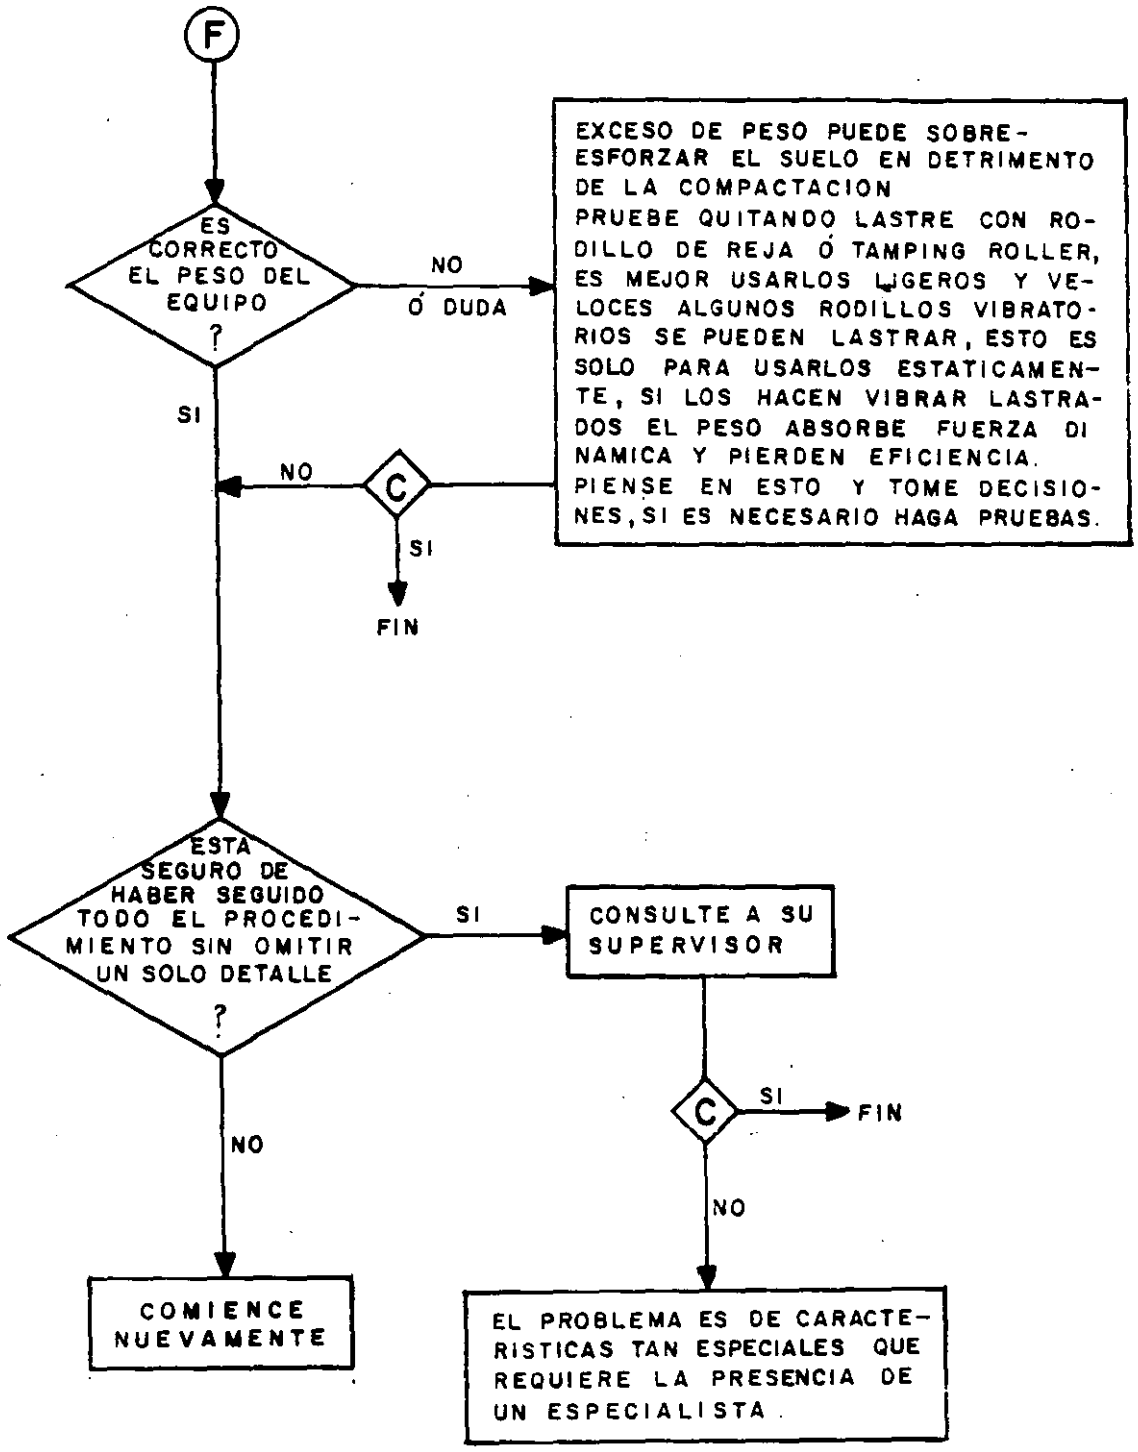 F
ES
CORRECTO
EL PESO DEL
EQUIPO
?
NO
Ó DUDA
EXCESO DE PESO PUEDE SOBRE-
ESFORZAR EL SUELO EN DETRIMENTO
DE LA COMPACTACION
PRUEBE QUITANDO LASTRE CON RO-
DILLO DE REJA Ó TAMPING ROLLER,
ES MEJOR USARLOS LIGEROS Y VE-
LOCES ALGUNOS RODILLOS VIBRATO-
RIOS SE PUEDEN LASTRAR, ESTO ES
SOLO PARA USARLOS ESTATICAMEN-
TE, SI LOS HACEN VIBRAR LASTRA-
DOS EL PESO ABSORBE FUERZA DI
NAMICA Y PIERDEN EFICIENCIA.
PIENSE EN ESTO Y TOME DECISIO-
NES, SI ES NECESARIO HAGA PRUEBAS.
SI
NO
C
SI
FIN
ESTA
SEGURO DE
HABER SEGUIDO
TODO EL PROCEDI-
MIENTO SIN OMITIR
UN SOLO DETALLE
?
SI
CONSULTE A SU
SUPERVISOR
C
SI
FIN
NO
NO
COMIENCE
NUEVAMENTE
EL PROBLEMA ES DE CARACTE-
RISTICAS TAN ESPECIALES QUE
REQUIERE LA PRESENCIA DE
UN ESPECIALISTA.